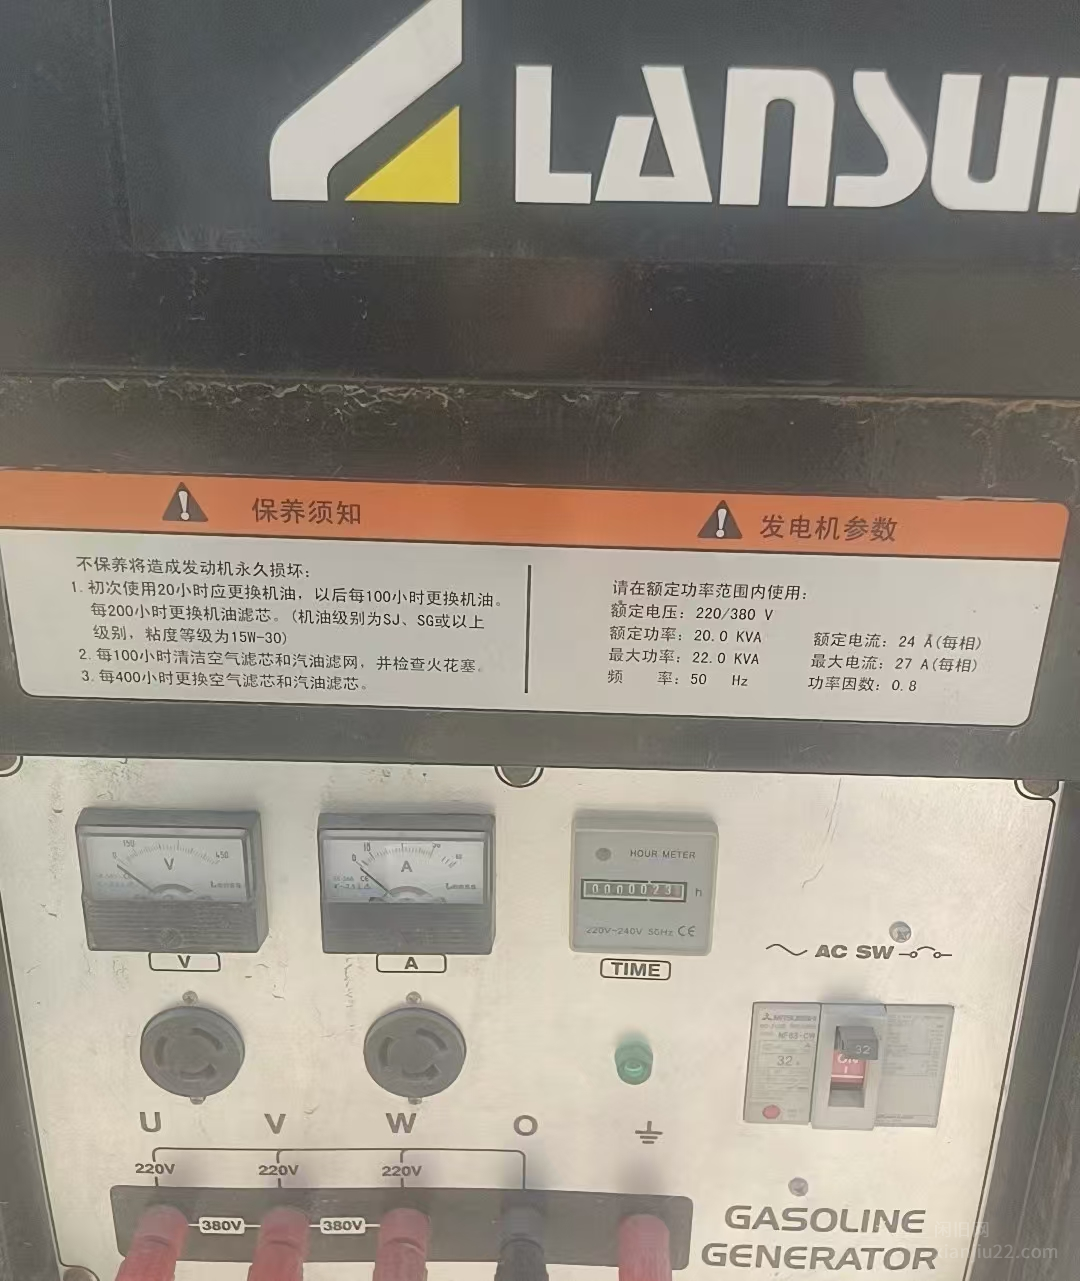 LANSU
保养须知
发电机参数
不保养将造成发动机永久损坏：
1.初次使用20小时应更换机油，以后每100小时更换机油。
每200小时更换机油滤芯。(机油级别为SJ、SG或以上
级别，粘度等级为15W-30)
2.每100小时清洁空气滤芯和汽油滤网，并检查火花塞。
3.每400小时更换空气滤芯和汽油滤芯。
请在额定功率范围内使用：
额定电压：220/380 V
额定功率：20.0 KVA 额定电流：24 A(每相)
最大功率：22.0 KVA 最大电流：27 A(每相)
频 率：50 Hz 功率因数：0.8
0 150 450
V
0 10
A
HOUR METER
0000023 h
220V~240V 50Hz CE
V
A
TIME
AC SW
NF63-CW
32
32
ON
U V W O
220V 220V 220V
380V 380V
GASOLINE
GENERATOR